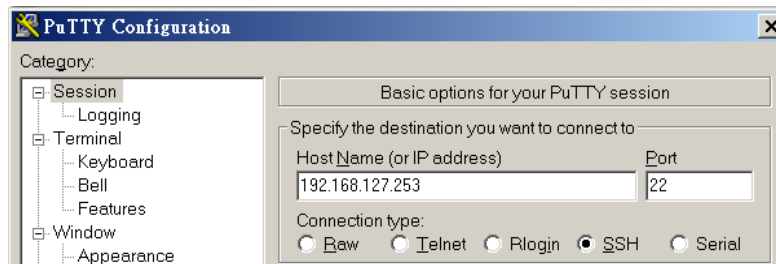 PuTTY Configuration
Category:
Session
Logging
Terminal
Keyboard
Bell
Features
Window
Appearance
Basic options for your PuTTY session
Specify the destination you want to connect to
Host Name (or IP address) Port
192.168.127.253 22
Connection type:
Raw Telnet Rlogin SSH Serial